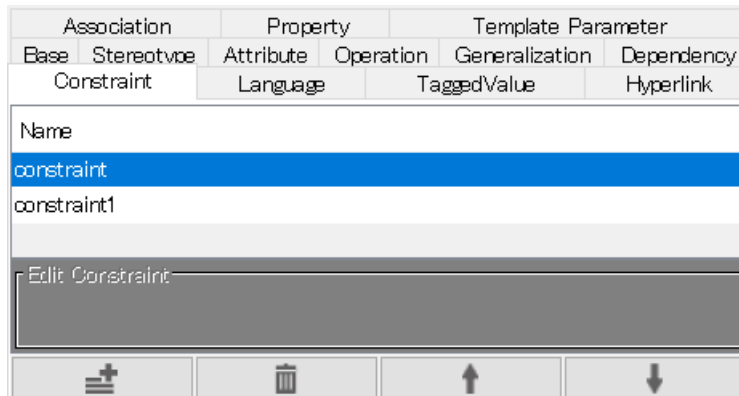 Association Property Template Parameter
Base Stereotype Attribute Operation Generalization Dependency
Constraint Language TaggedValue Hyperlink
Name
constraint
constraint1
Edit Constraint